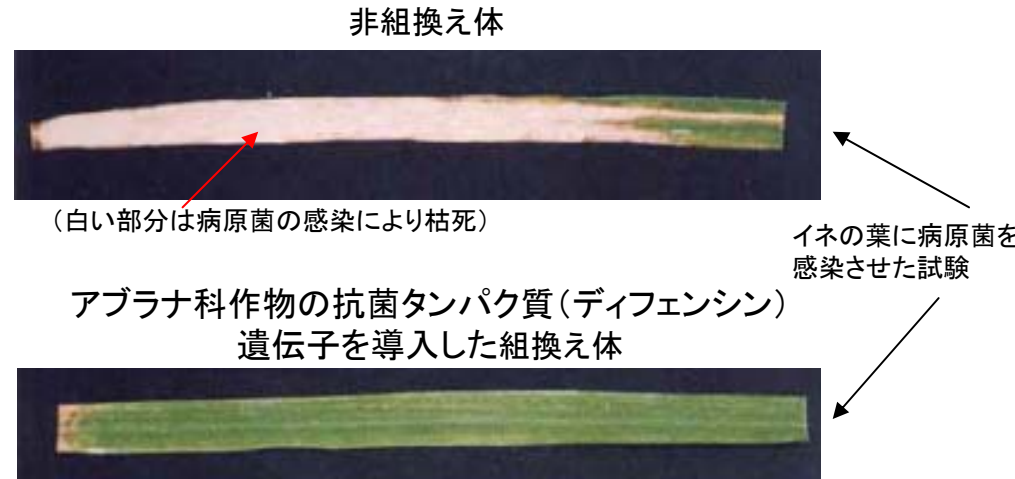 非組換え体
（白い部分は病原菌の感染により枯死）
イネの葉に病原菌を
感染させた試験
アブラナ科作物の抗菌タンパク質（ディフェンシン）
遺伝子を導入した組換え体